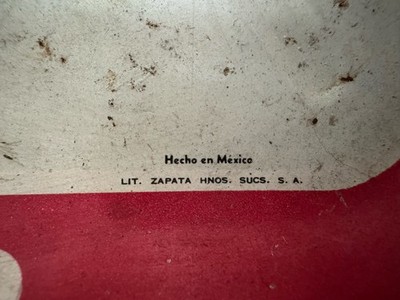 Hecho en México
LIT. ZAPATA HNOS. SUCS. S. A.